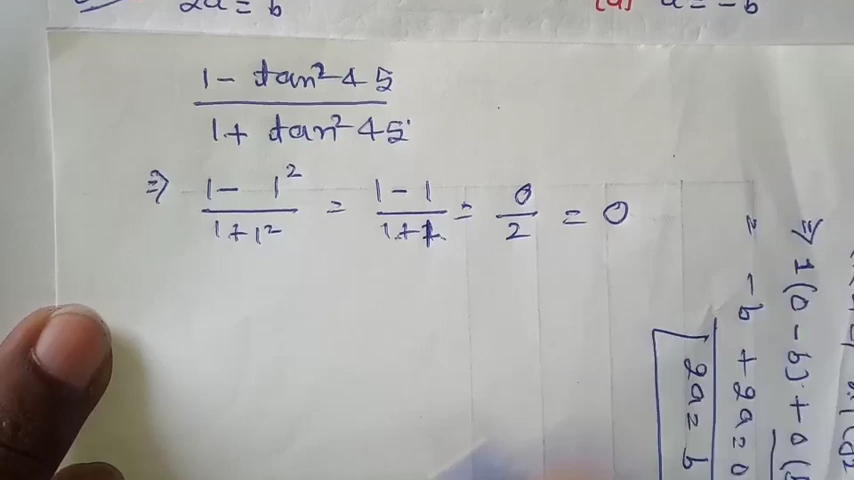 2a = b (d) a = -b
1 - tan² 45
1 + tan² 45°
⇒ 1 - 1² / 1 + 1² = 1 - 1 / 1 + 1 = 0 / 2 = 0
⇒ 1(0 - b) + 0(
= -b + 2a = 0
2a = b